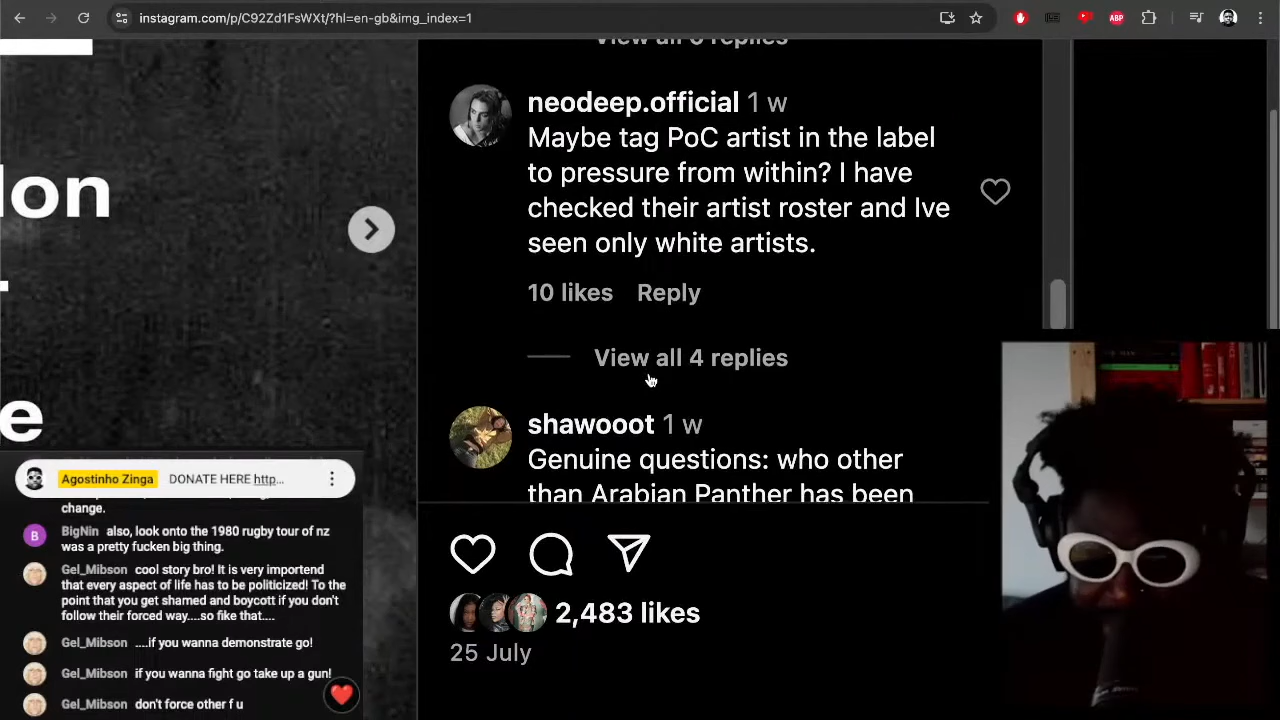 instagram.com/p/C92Zd1FsWXt/?hl=en-gb&img_index=1
ABP
View all 6 replies
lon
e
neodeep.official 1 w
Maybe tag PoC artist in the label
to pressure from within? I have
checked their artist roster and Ive
seen only white artists.
10 likes Reply
View all 4 replies
shawooot 1 w
Genuine questions: who other
than Arabian Panther has been
2,483 likes
25 July
Agostinho Zinga DONATE HERE http...
change.
B
BigNin also, look onto the 1980 rugby tour of nz
was a pretty fucken big thing.
Gel_Mibson cool story bro! It is very importend
that every aspect of life has to be politicized! To the
point that you get shamed and boycott if you don't
follow their forced way....so fike that....
Gel_Mibson ....if you wanna demonstrate go!
Gel_Mibson if you wanna fight go take up a gun!
Gel_Mibson don't force other f u